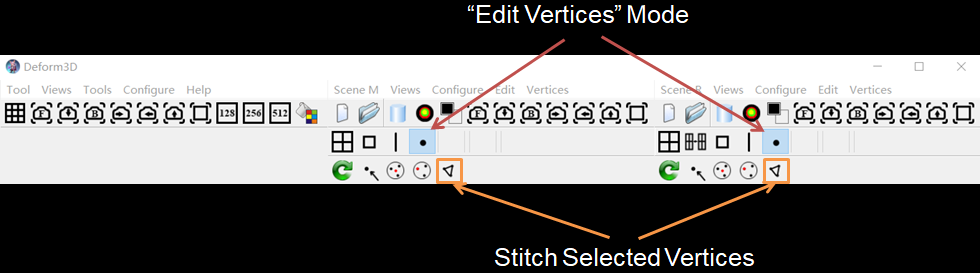 “Edit Vertices” Mode
Deform3D
Tool Views Tools Configure Help
Scene M Views Configure Edit Vertices
Scene R Views Configure Edit Vertices
F B 128 256 512
F B
F B
Stitch Selected Vertices